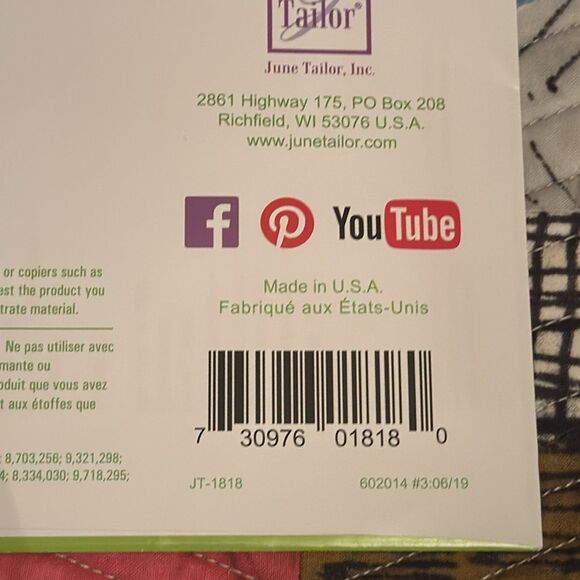 Tailor®
June Tailor, Inc.
2861 Highway 175, PO Box 208
Richfield, WI 53076 U.S.A.
www.junetailor.com
f
YouTube
or copiers such as
est the product you
trate material.
Made in U.S.A.
Fabriqué aux États-Unis
Ne pas utiliser avec
mante ou
oduit que vous avez
t aux étoffes que
; 8,703,256; 9,321,298;
4; 8,334,030; 9,718,295;
7 30976 01818 0
JT-1818
602014 #3:06/19